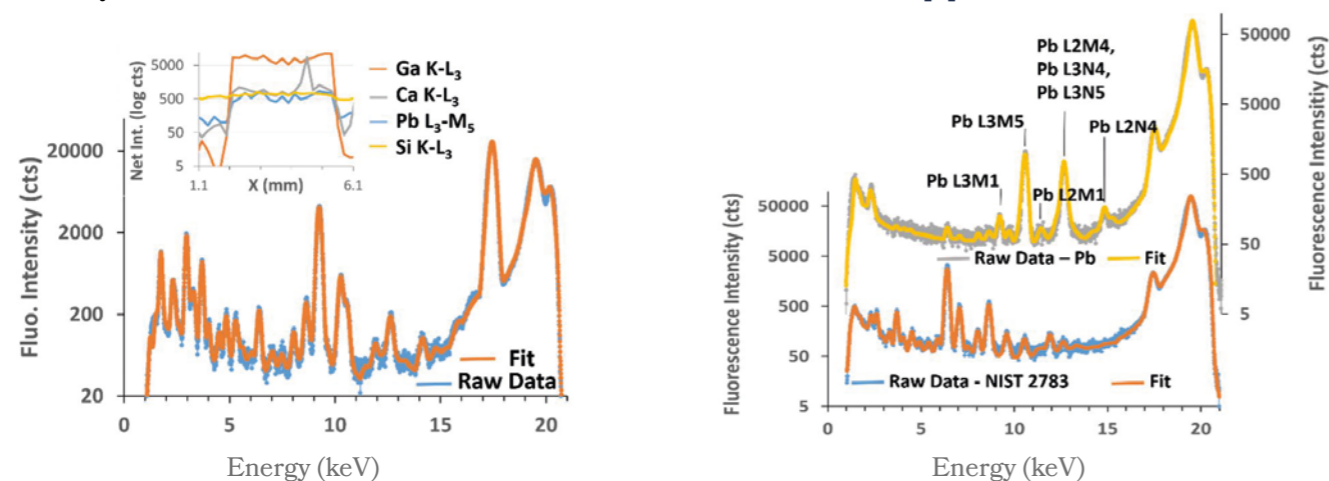 Net Int. (log cts)
5000
500
50
5
1.1
X (mm)
6.1
Ga K-L₃
Ca K-L₃
Pb L₃-M₅
Si K-L₃
Fluo. Intensity (cts)
20000
2000
200
20
Fit
Raw Data
0
5
10
15
20
Energy (keV)
Pb L2M4,
Pb L3N4,
Pb L3N5
Pb L3M5
Pb L2N4
Pb L3M1
Pb L2M1
50000
5000
500
50
5
Fluorescence Intensitiy (cts)
Raw Data – Pb
Fit
Fluorescence Intensity (cts)
50000
5000
500
50
5
Raw Data - NIST 2783
Fit
0
5
10
15
20
Energy (keV)